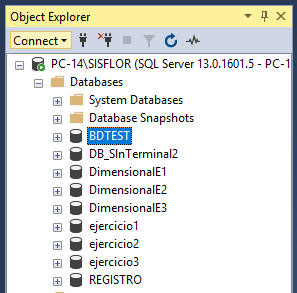 Object Explorer
Connect
PC-14\SISFLOR (SQL Server 13.0.1601.5 - PC-1
Databases
System Databases
Database Snapshots
BDTEST
DB_SInTerminal2
DimensionalE1
DimensionalE2
DimensionalE3
ejercicio1
ejercicio2
ejercicio3
REGISTRO